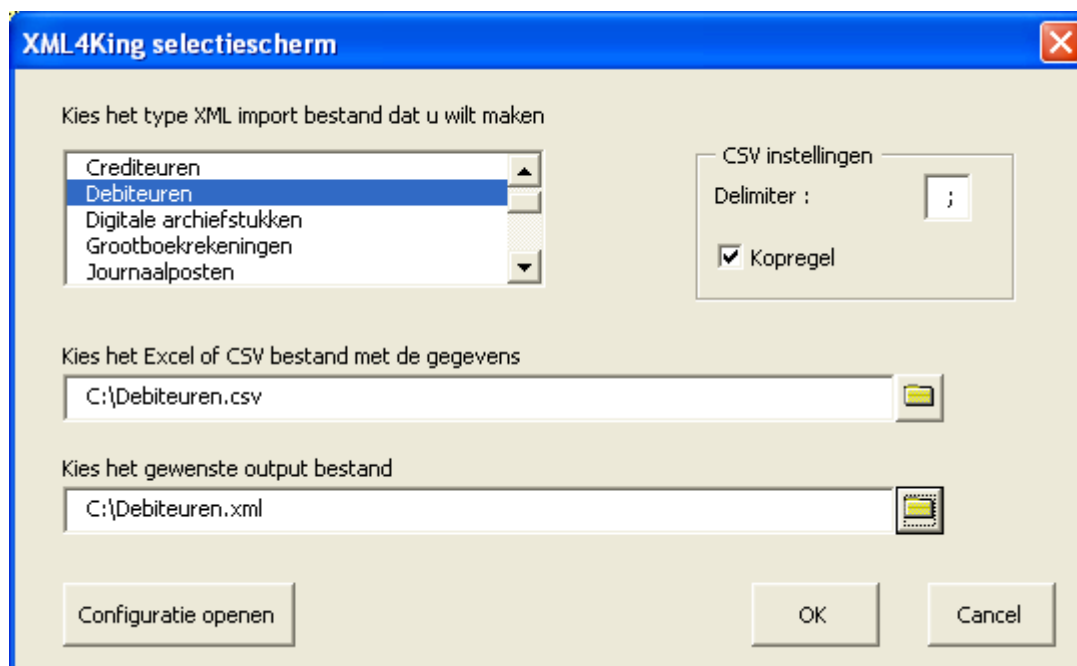 XML4King selectiescherm
Kies het type XML import bestand dat u wilt maken
Crediteuren
Debiteuren
Digitale archiefstukken
Grootboekrekeningen
Journaalposten
CSV instellingen
Delimiter :
;
Kopregel
Kies het Excel of CSV bestand met de gegevens
C:\Debiteuren.csv
Kies het gewenste output bestand
C:\Debiteuren.xml
Configuratie openen
OK
Cancel